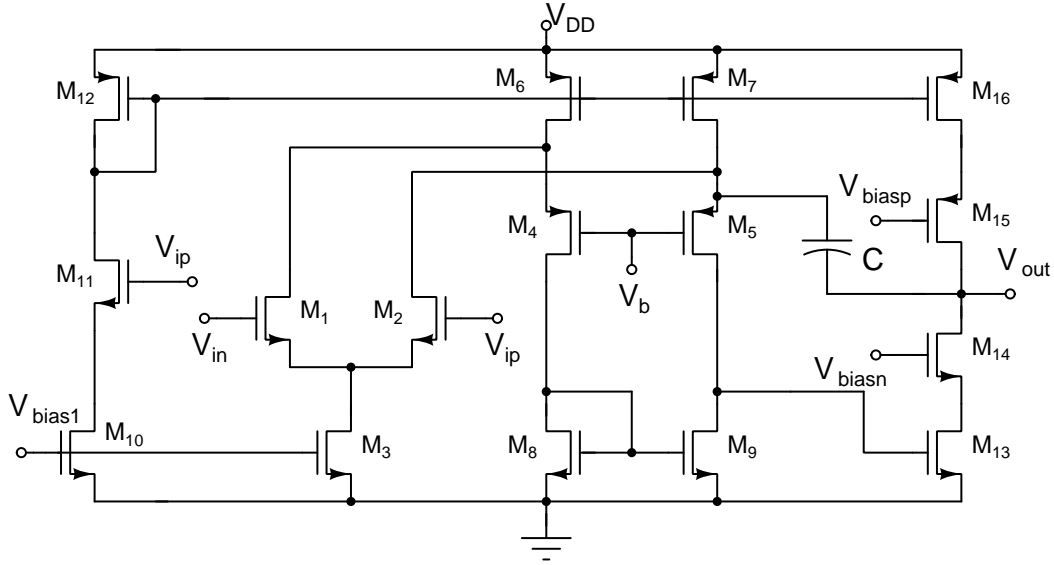 V_DD
M_12
M_6
M_7
M_16
V_biasp
M_15
M_4
M_5
V_ip
M_11
C
V_out
M_1
M_2
V_b
V_in
V_ip
M_14
V_biasn
V_bias1
M_10
M_3
M_8
M_9
M_13